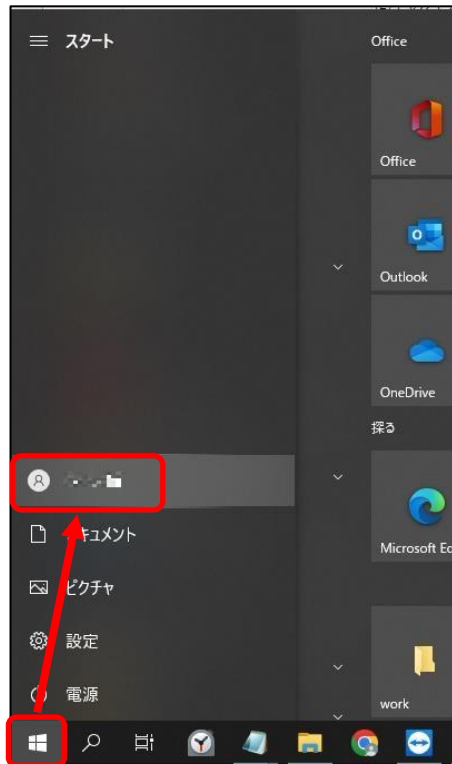 スタート
Office
Office
Outlook
OneDrive
探る
Microsoft Ed
ドキュメント
ピクチャ
設定
電源
work